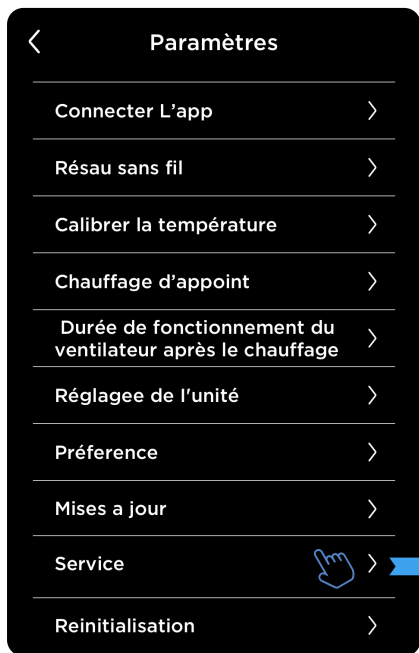 Paramètres
Connecter L’app
Résau sans fil
Calibrer la température
Chauffage d’appoint
Durée de fonctionnement du
ventilateur après le chauffage
Réglagee de l'unité
Préference
Mises a jour
Service
Reinitialisation